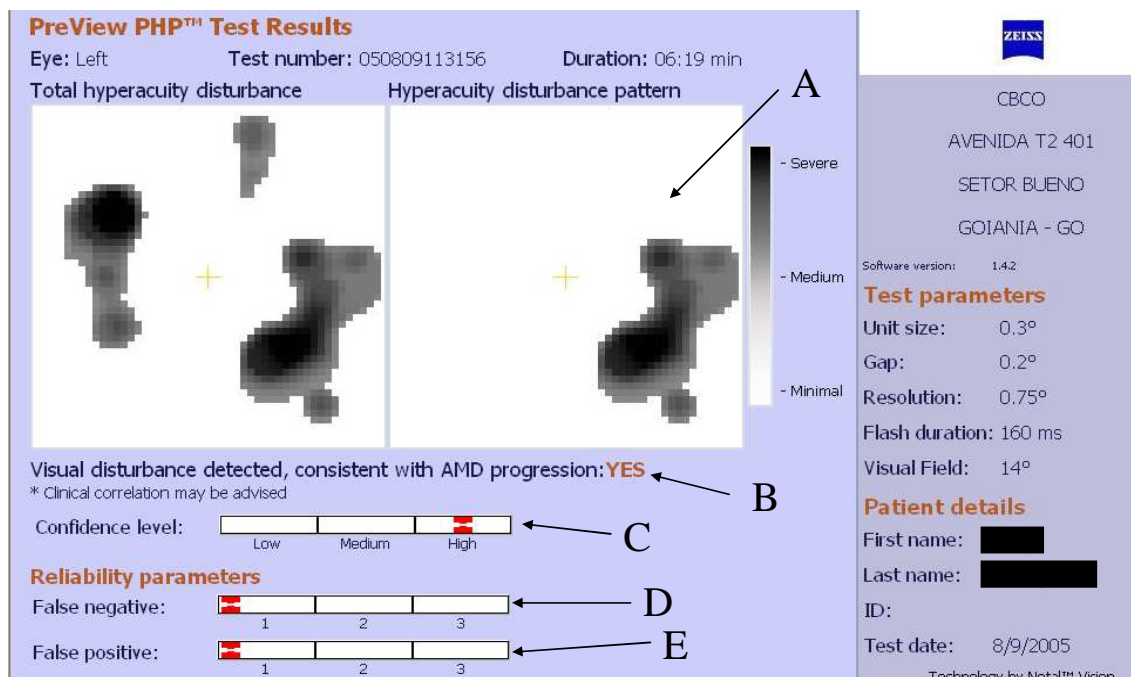 PreView PHP™ Test Results
Eye: Left Test number: 050809113156 Duration: 06:19 min
Total hyperacuity disturbance Hyperacuity disturbance pattern
A
- Severe
- Medium
- Minimal
Visual disturbance detected, consistent with AMD progression:YES
* Clinical correlation may be advised
B
Confidence level:
Low Medium High
C
Reliability parameters
False negative:
1 2 3
D
False positive:
1 2 3
E
ZEISS
CBCO
AVENIDA T2 401
SETOR BUENO
GOIANIA - GO
Software version: 1.4.2
Test parameters
Unit size: 0.3°
Gap: 0.2°
Resolution: 0.75°
Flash duration: 160 ms
Visual Field: 14°
Patient details
First name:
Last name:
ID:
Test date: 8/9/2005
Technology by Notal™ Vision